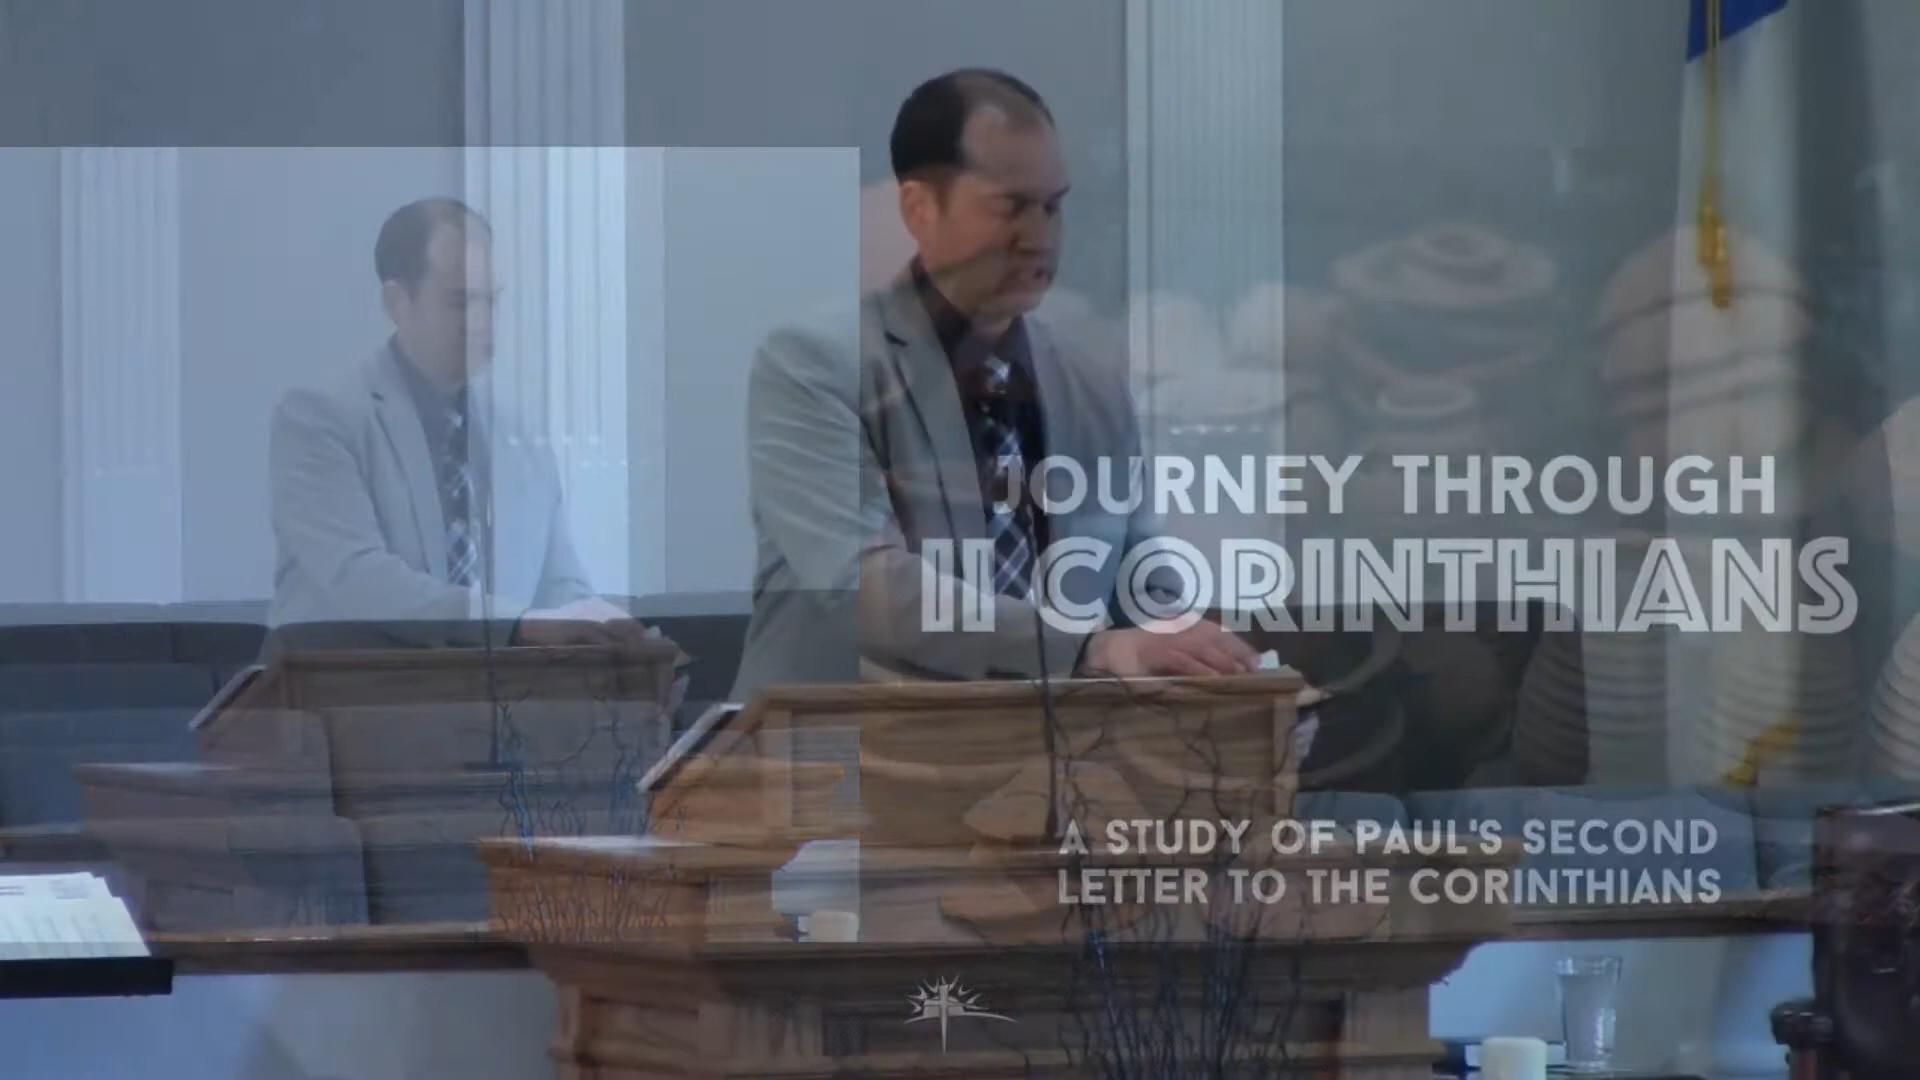 JOURNEY THROUGH
II CORINTHIANS
A STUDY OF PAUL'S SECOND
LETTER TO THE CORINTHIANS